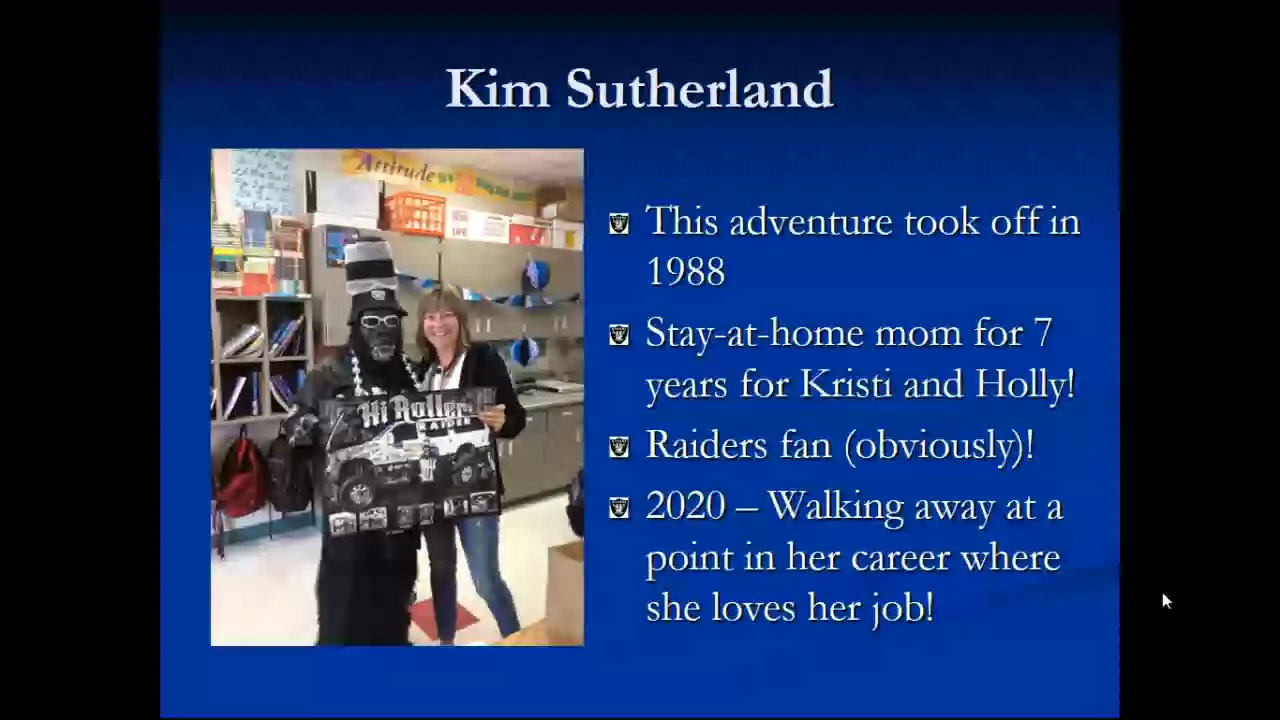 Kim Sutherland
Attitude
This adventure took off in
1988
Stay-at-home mom for 7
years for Kristi and Holly!
Raiders fan (obviously)!
2020 – Walking away at a
point in her career where
she loves her job!
Hi Roller
RAIDER